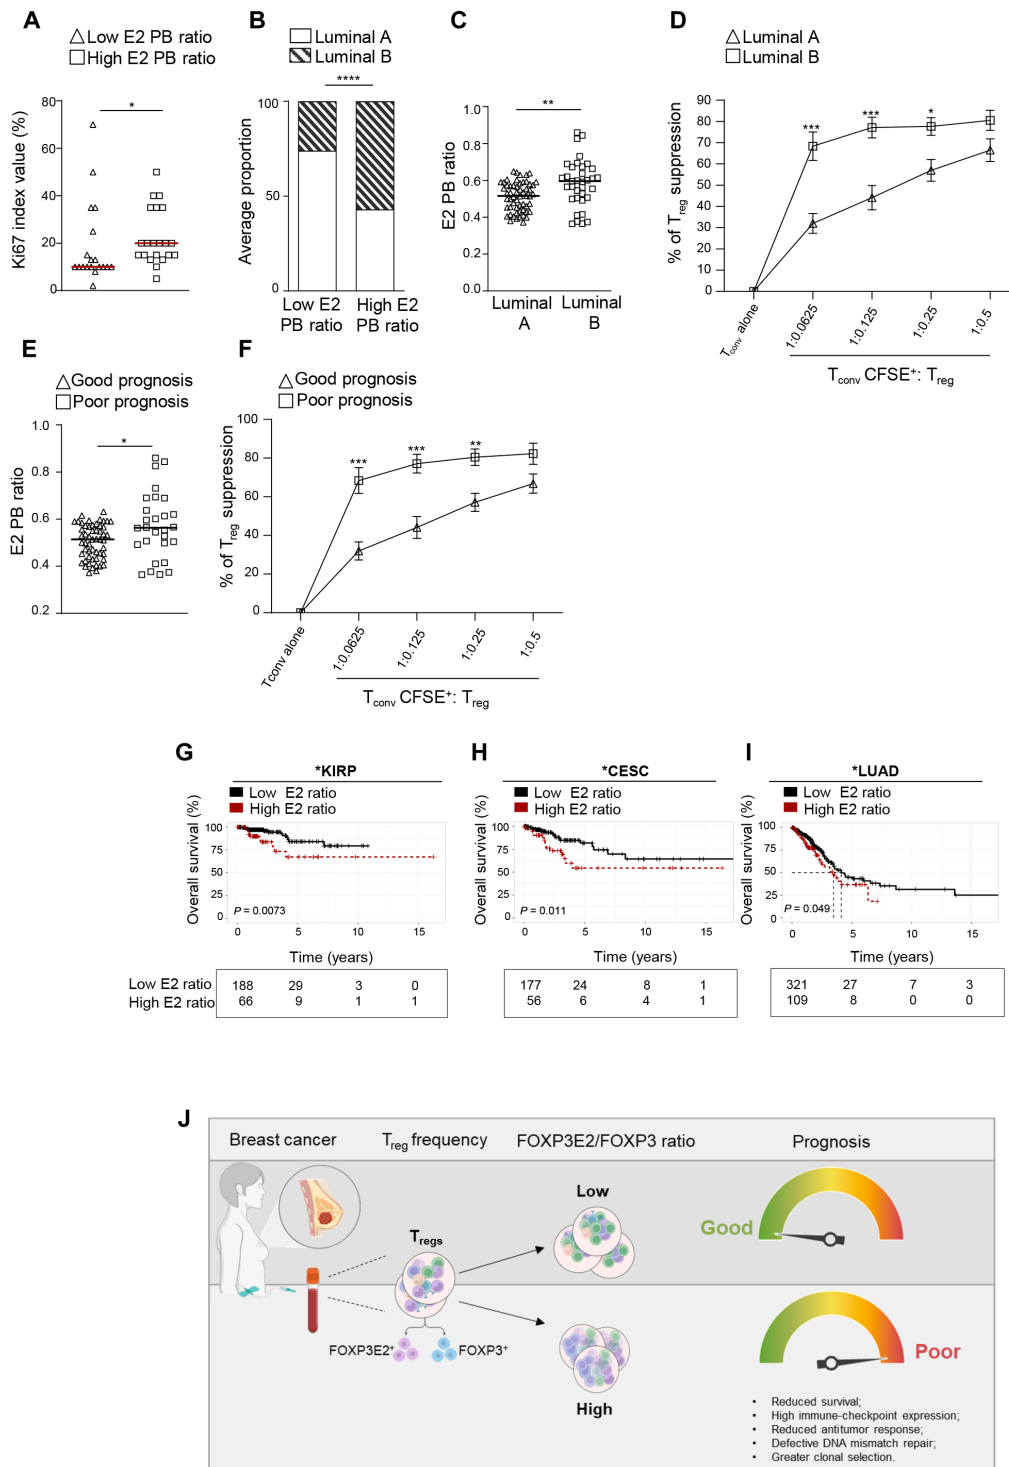 A
Low E2 PB ratio
High E2 PB ratio
Ki67 index value (%)
80
60
40
20
0
*
B
Luminal A
Luminal B
****
Average proportion
100
50
0
Low E2 PB ratio
High E2 PB ratio
C
**
E2 PB ratio
1.0
0.8
0.6
0.4
0.2
0.0
Luminal A
Luminal B
D
Luminal A
Luminal B
% of Treg suppression
90
80
70
60
50
40
30
20
10
0
***
***
*
Tconv alone
1:0.0625
1:0.125
1:0.25
1:0.5
Tconv CFSE+: Treg
E
Good prognosis
Poor prognosis
*
E2 PB ratio
1.0
0.8
0.6
0.4
0.2
F
Good prognosis
Poor prognosis
% of Treg suppression
100
80
60
40
20
0
***
***
**
Tconv alone
1:0.0625
1:0.125
1:0.25
1:0.5
Tconv CFSE+: Treg
G
*KIRP
Low E2 ratio
High E2 ratio
Overall survival (%)
100
75
50
25
0
P = 0.0073
0 5 10 15
Time (years)
Low E2 ratio 188 29 3 0
High E2 ratio 66 9 1 1
H
*CESC
Low E2 ratio
High E2 ratio
Overall survival (%)
100
75
50
25
0
P = 0.011
0 5 10 15
Time (years)
177 24 8 1
56 6 4 1
I
*LUAD
Low E2 ratio
High E2 ratio
Overall survival (%)
100
75
50
25
0
P = 0.049
0 5 10 15
Time (years)
321 27 7 3
109 8 0 0
J
Breast cancer
Treg frequency
FOXP3E2/FOXP3 ratio
Prognosis
Low
Good
Tregs
FOXP3E2+
FOXP3+
High
Poor
• Reduced survival;
• High immune-checkpoint expression;
• Reduced antitumor response;
• Defective DNA mismatch repair;
• Greater clonal selection.